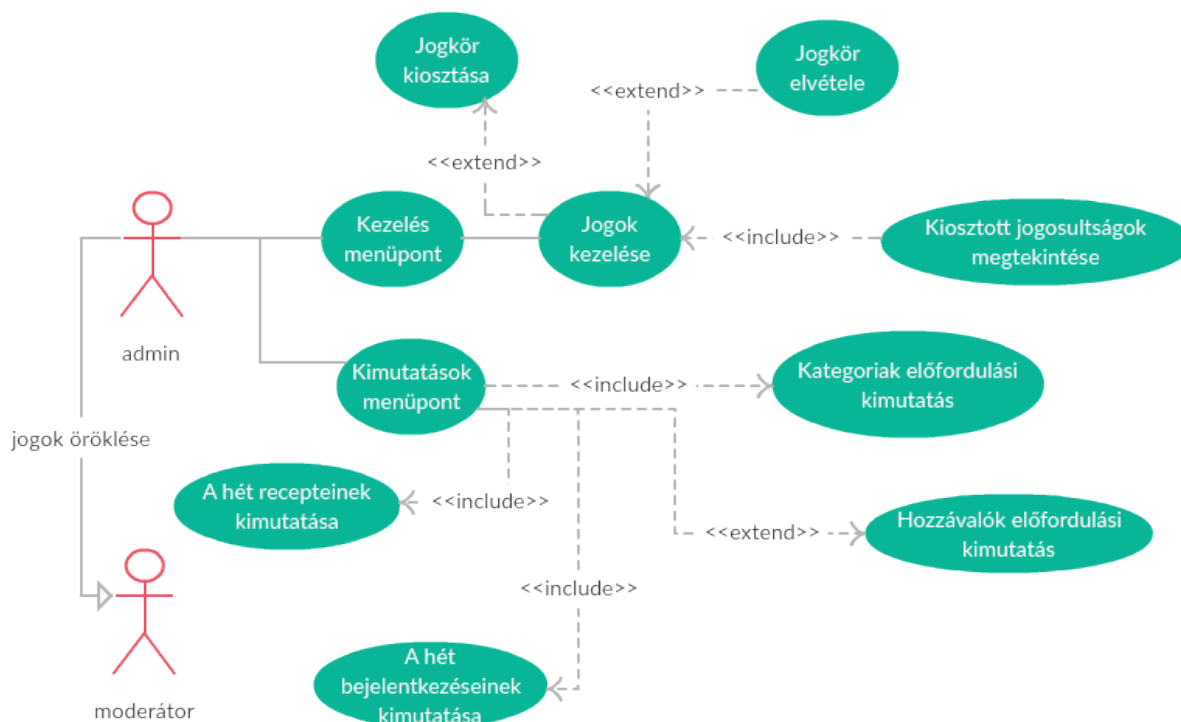 Jogkör
kiosztása
Jogkör
elvétele
<<extend>>
<<extend>>
Kezelés
menüpont
Jogok
kezelése
<<include>>
Kiosztott jogosultságok
megtekintése
admin
Kimutatások
menüpont
<<include>>
Kategoriak előfordulási
kimutatás
jogok öröklése
A hét recepteinek
kimutatása
<<include>>
<<extend>>
Hozzávalók előfordulási
kimutatás
<<include>>
A hét
bejelentkezéseinek
kimutatása
moderátor